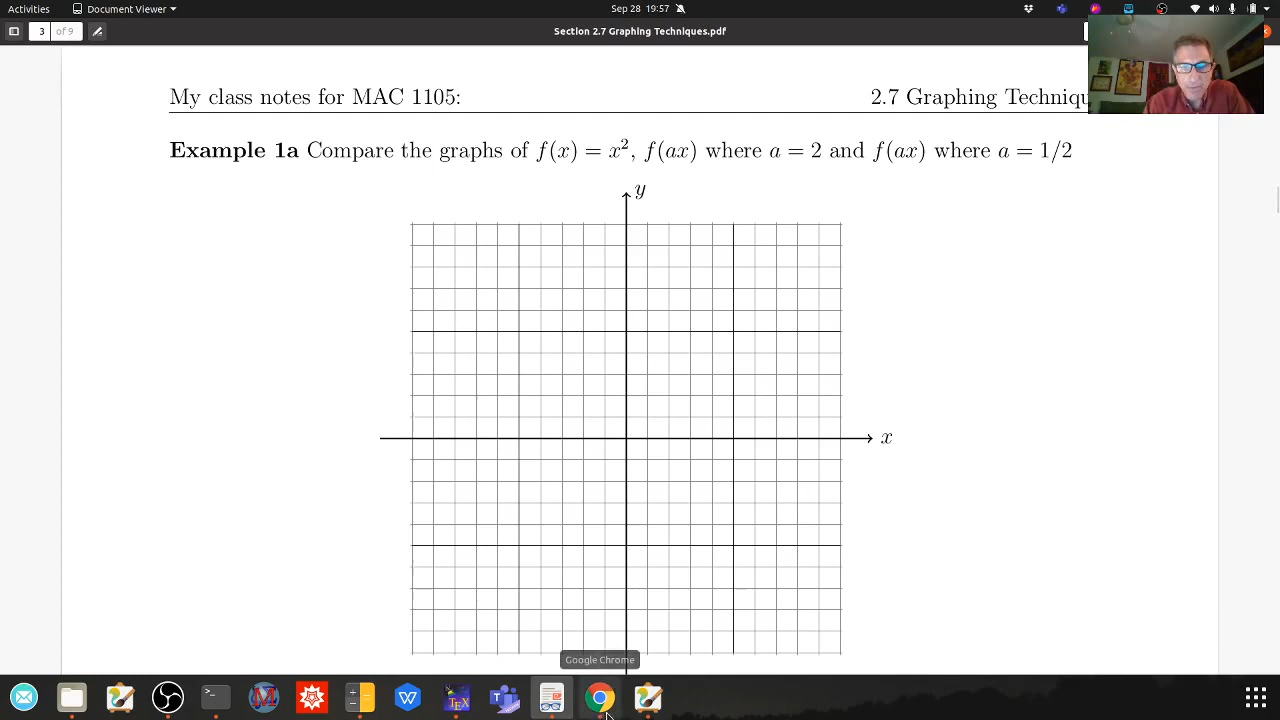 Activities
Document Viewer
Sep 28 19:57
3 of 9
Section 2.7 Graphing Techniques.pdf
My class notes for MAC 1105:
2.7 Graphing Techniqu
Example 1a Compare the graphs of f(x) = x², f(ax) where a = 2 and f(ax) where a = 1/2
y
x
Google Chrome
>_
TEX